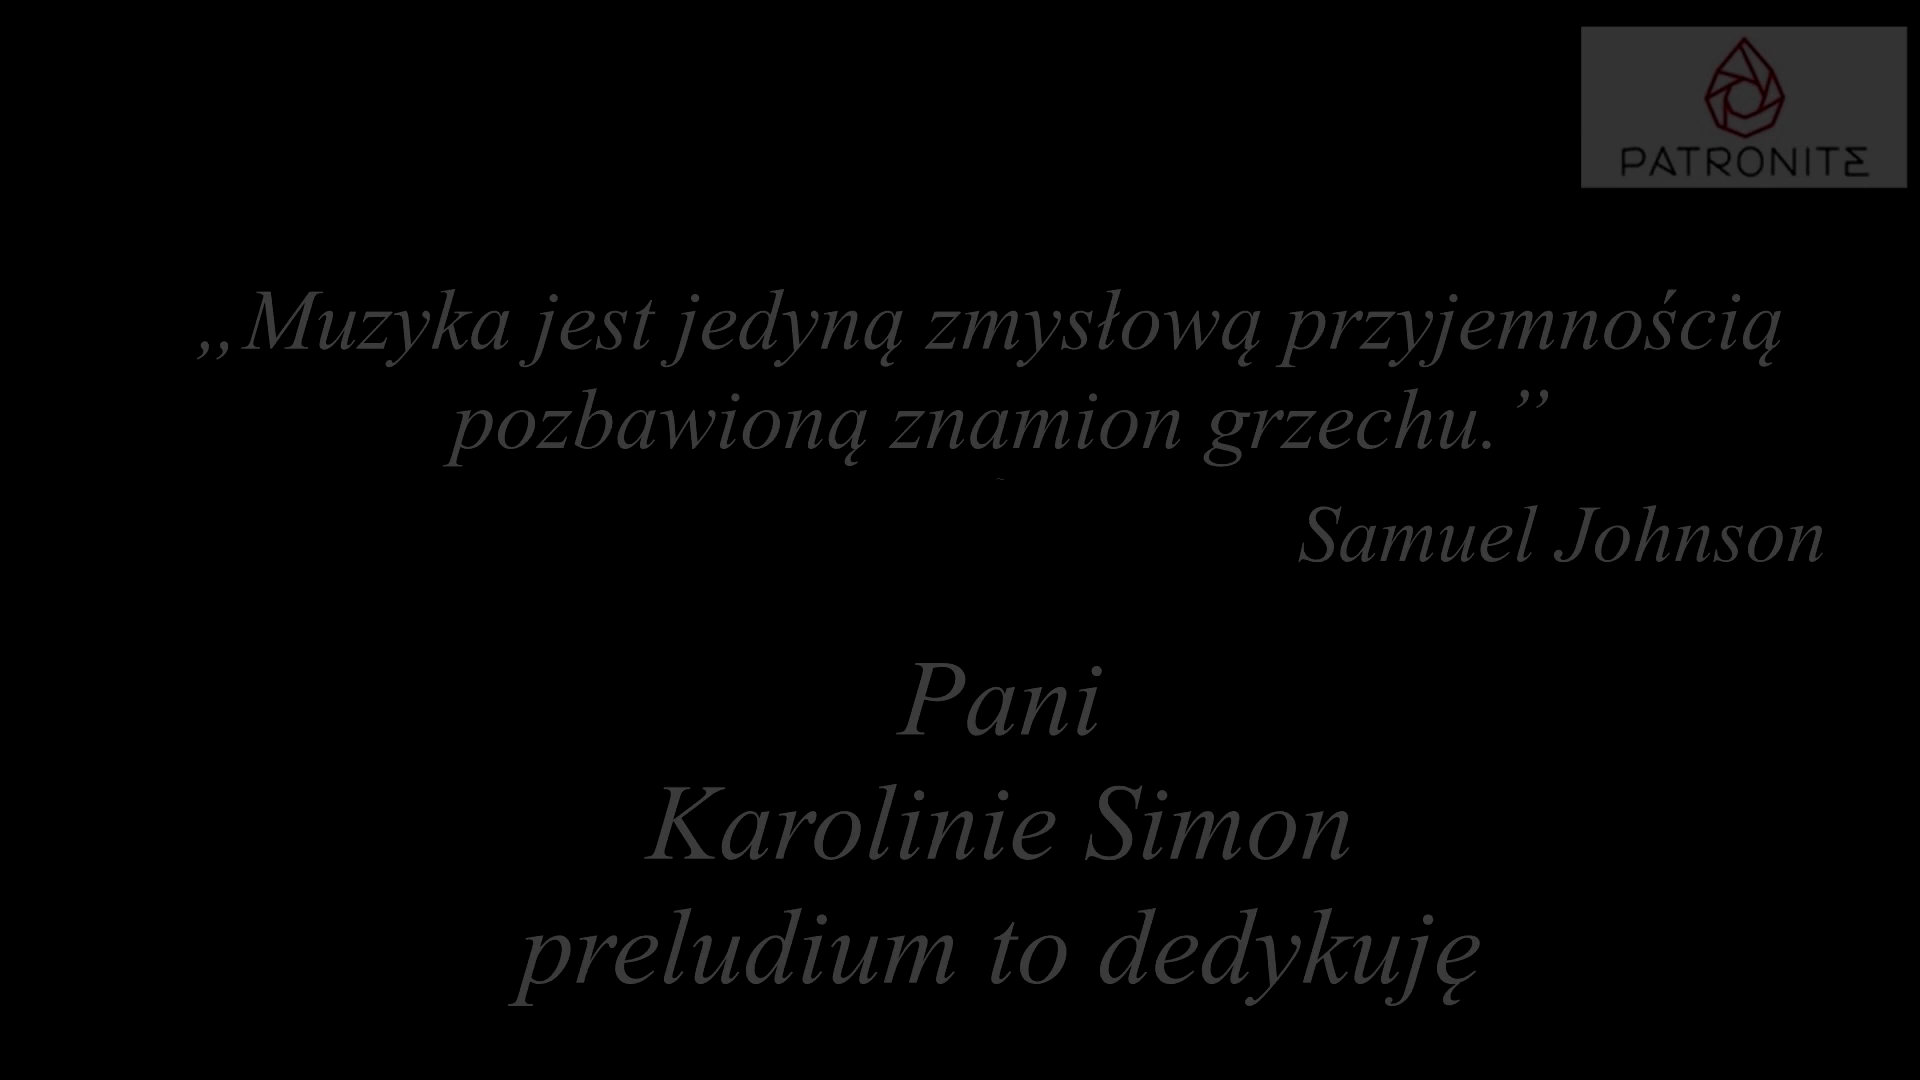 PATRONITE
,,Muzyka jest jedyną zmysłową przyjemnością
pozbawioną znamion grzechu.”
Samuel Johnson
Pani
Karolinie Simon
preludium to dedykuję